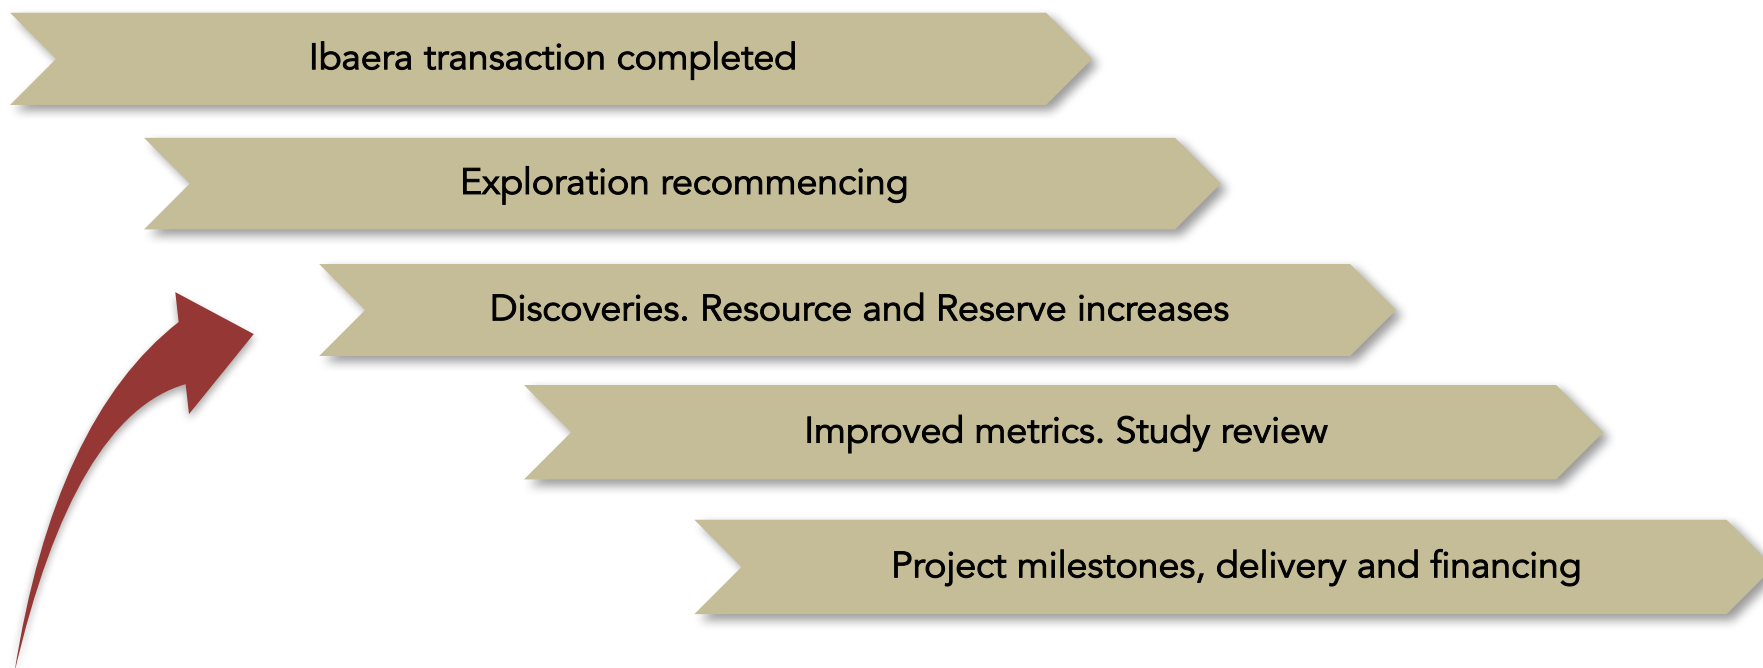 Ibaera transaction completed
Exploration recommencing
Discoveries. Resource and Reserve increases
Improved metrics. Study review
Project milestones, delivery and financing